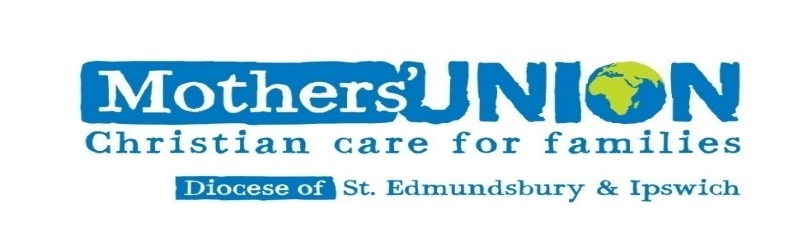 Mothers' UNION
Christian care for families
Diocese of St. Edmundsbury & Ipswich